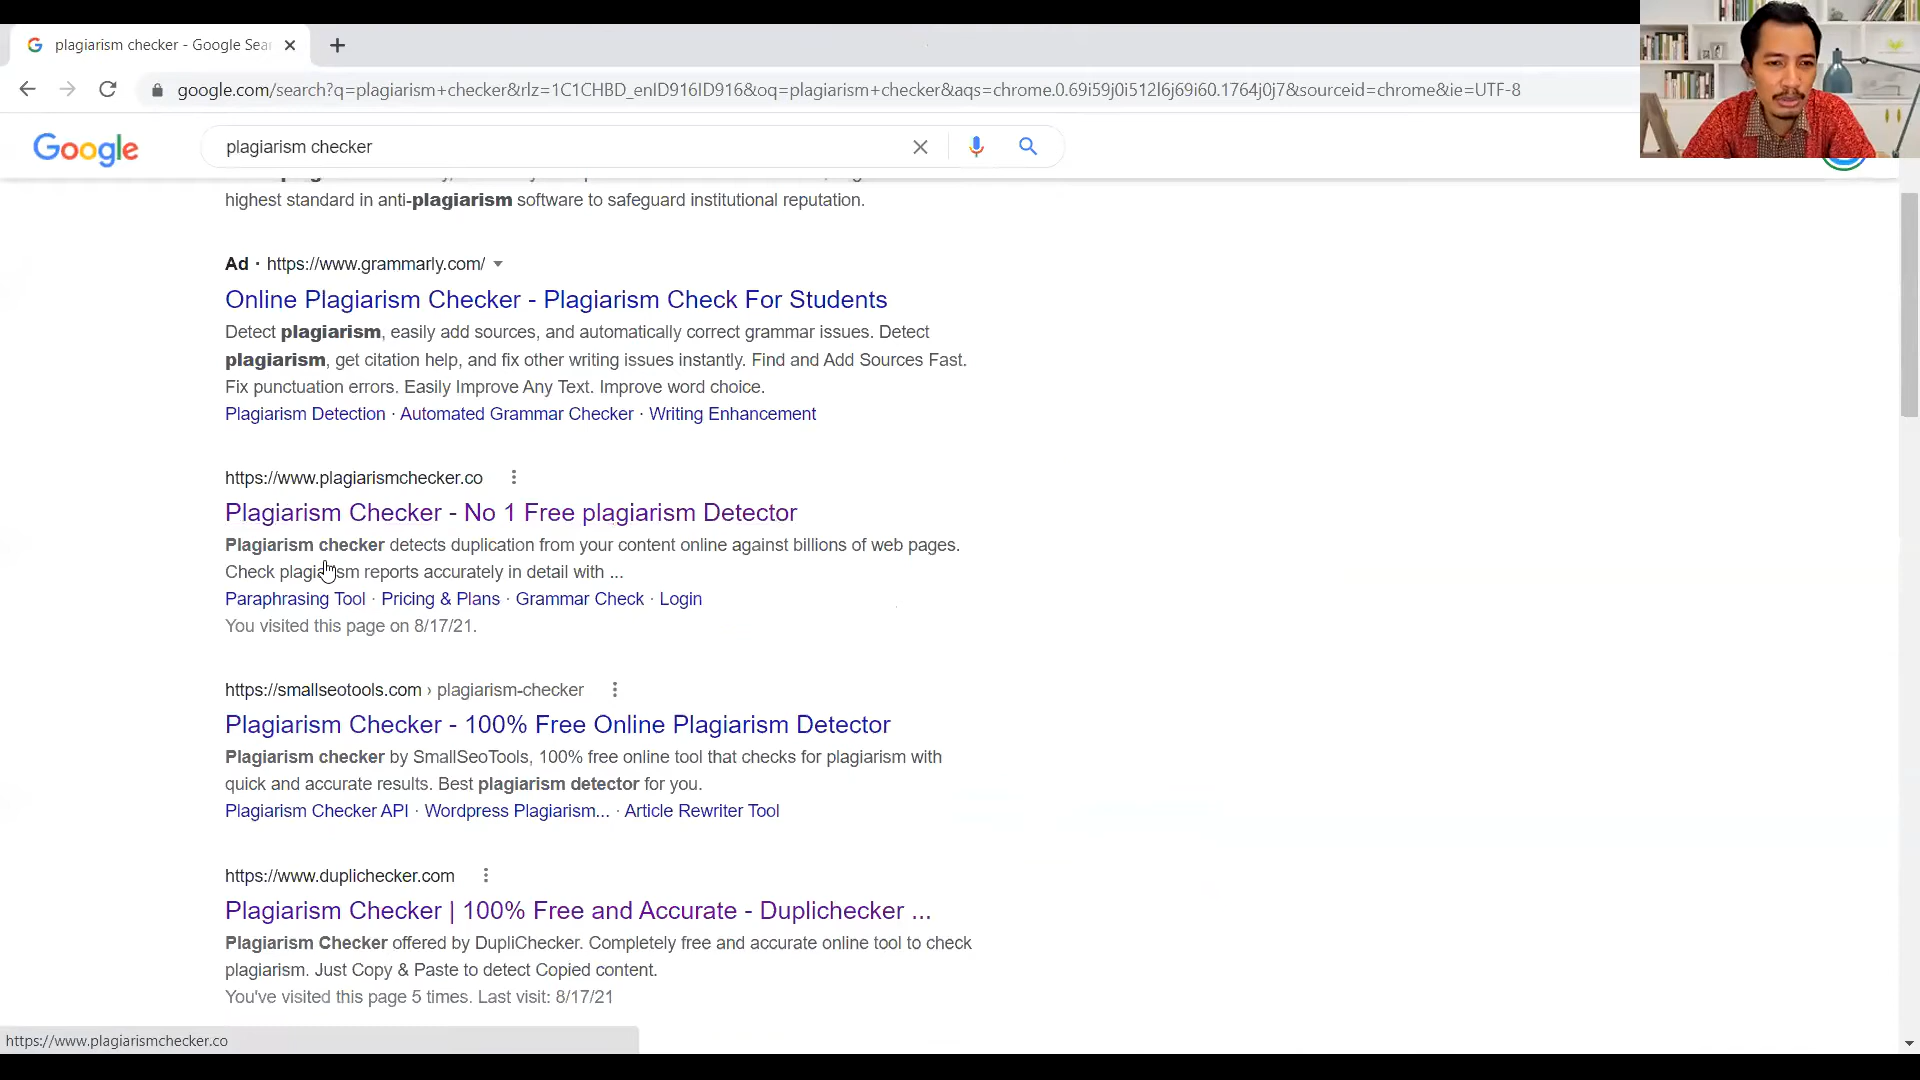 plagiarism checker - Google Sea
google.com/search?q=plagiarism+checker&rlz=1C1CHBD_enID916ID916&oq=plagiarism+checker&aqs=chrome.0.69i59j0i512l6j69i60.1764j0j7&sourceid=chrome&ie=UTF-8
Google
plagiarism checker
highest standard in anti-plagiarism software to safeguard institutional reputation.
Ad · https://www.grammarly.com/
Online Plagiarism Checker - Plagiarism Check For Students
Detect plagiarism, easily add sources, and automatically correct grammar issues. Detect
plagiarism, get citation help, and fix other writing issues instantly. Find and Add Sources Fast.
Fix punctuation errors. Easily Improve Any Text. Improve word choice.
Plagiarism Detection · Automated Grammar Checker · Writing Enhancement
https://www.plagiarismchecker.co
Plagiarism Checker - No 1 Free plagiarism Detector
Plagiarism checker detects duplication from your content online against billions of web pages.
Check plagiarism reports accurately in detail with ...
Paraphrasing Tool · Pricing & Plans · Grammar Check · Login
You visited this page on 8/17/21.
https://smallseotools.com › plagiarism-checker
Plagiarism Checker - 100% Free Online Plagiarism Detector
Plagiarism checker by SmallSeoTools, 100% free online tool that checks for plagiarism with
quick and accurate results. Best plagiarism detector for you.
Plagiarism Checker API · Wordpress Plagiarism... · Article Rewriter Tool
https://www.duplichecker.com
Plagiarism Checker | 100% Free and Accurate - Duplichecker ...
Plagiarism Checker offered by DupliChecker. Completely free and accurate online tool to check
plagiarism. Just Copy & Paste to detect Copied content.
You've visited this page 5 times. Last visit: 8/17/21
https://www.plagiarismchecker.co